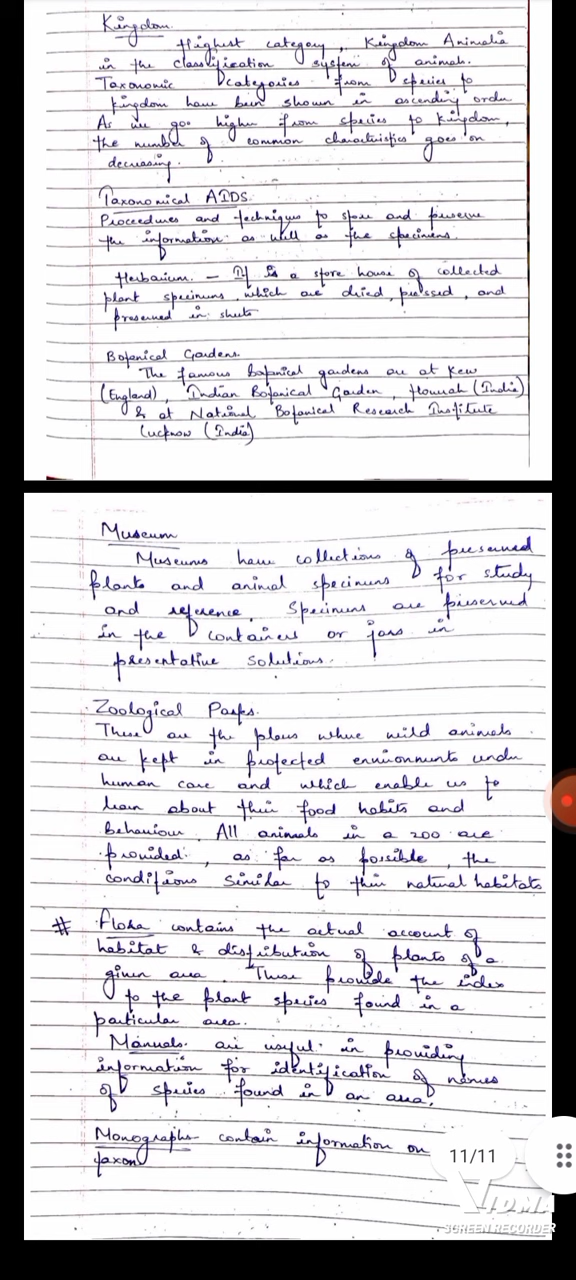 Kingdom.
Highest category, Kingdom Animalia
in the classification system of animals.
Taxonomic categories from species to
kingdom have been shown in ascending order
As we go higher from species to kingdom,
the number of common characteristics goes on
decreasing.
Taxonomical AIDS.
Proceedures and techniques to store and preserve
the information as well as the specimens.
Herbarium. - It is a store house of collected
plant specimens, which are dried, pressed, and
preserved in sheets
Botanical Gardens.
The famous botanical gardens are at Kew
(England), Indian Botanical Garden, Howrah (India)
& at National Botanical Research Institute
Lucknow (India)
Museum
Museums have collections of preserved
plants and animal specimens for study
and reference. Specimens are preserved
in the containers or jars in
presentative solutions.
Zoological Parks.
These are the places where wild animals
are kept in protected environments under
human care and which enable us to
learn about their food habits and
Behaviour. All animals in a zoo are
provided, as far as possible, the
conditions similar to their natural habitats
# Flora contains the actual account of
habitat & distribution of plants of a
given area. These provide the index
to the plant species found in a
particular area.
Manuals. are useful in providing
information for identification of names
of species found in an area.
Monographs contain information on
taxon
11/11
VIDMA
SCREEN RECORDER